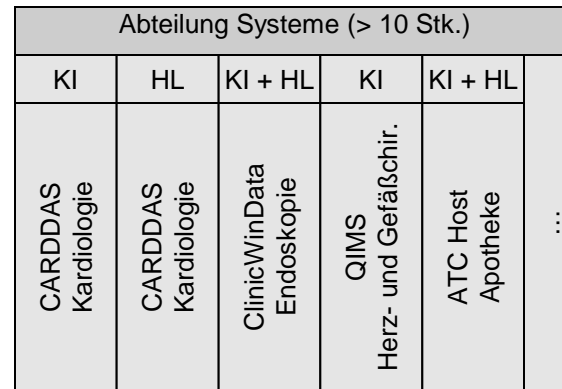 Abteilung Systeme (> 10 Stk.)
KI
HL
KI + HL
KI
KI + HL
CARDDAS
Kardiologie
CARDDAS
Kardiologie
ClinicWinData
Endoskopie
QIMS
Herz- und Gefäßchir.
ATC Host
Apotheke
...